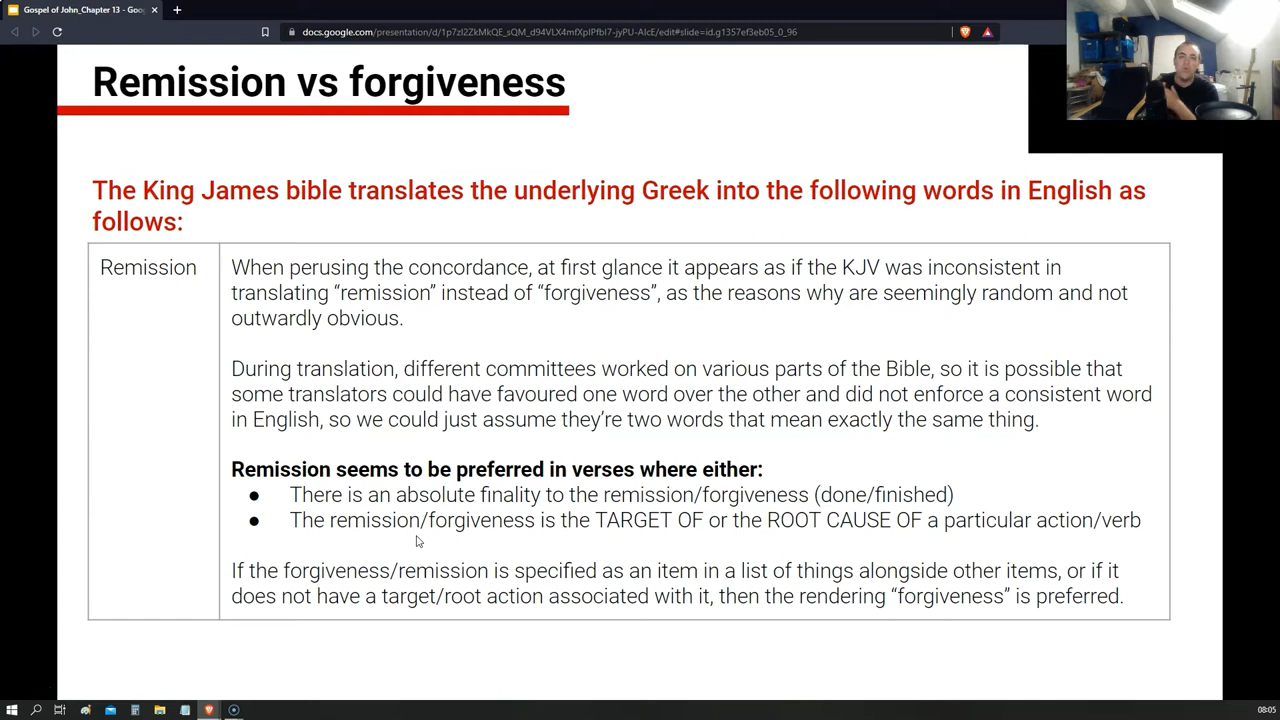 Gospel of John_Chapter 13 - Goo
docs.google.com/presentation/d/1p7zl2ZkMkQE_sQM_d94VLX4mfXpIPfbI7-jyPU-AIcE/edit#slide=id.g1357ef3eb05_0_96
Remission vs forgiveness
The King James bible translates the underlying Greek into the following words in English as
follows:
Remission
When perusing the concordance, at first glance it appears as if the KJV was inconsistent in
translating “remission” instead of “forgiveness”, as the reasons why are seemingly random and not
outwardly obvious.
During translation, different committees worked on various parts of the Bible, so it is possible that
some translators could have favoured one word over the other and did not enforce a consistent word
in English, so we could just assume they’re two words that mean exactly the same thing.
Remission seems to be preferred in verses where either:
● There is an absolute finality to the remission/forgiveness (done/finished)
● The remission/forgiveness is the TARGET OF or the ROOT CAUSE OF a particular action/verb
If the forgiveness/remission is specified as an item in a list of things alongside other items, or if it
does not have a target/root action associated with it, then the rendering “forgiveness” is preferred.
08:05